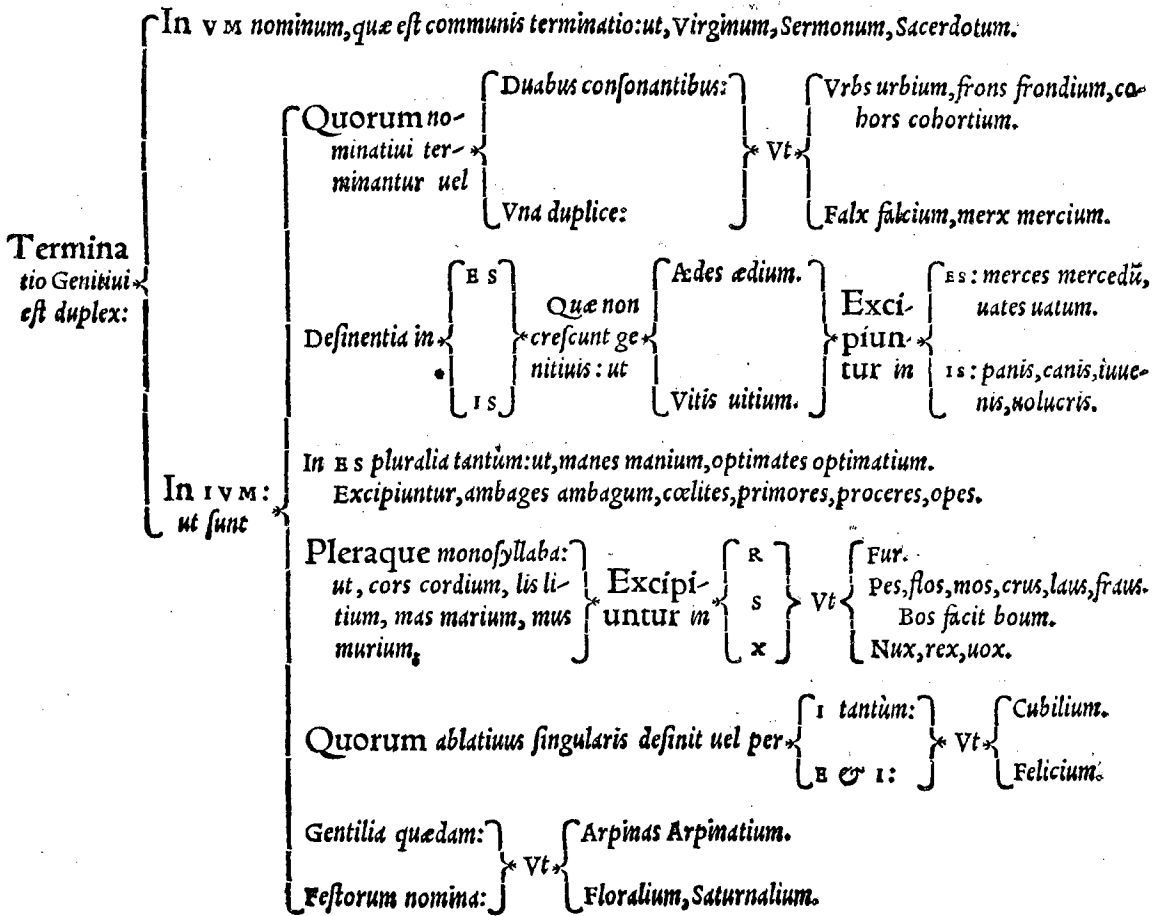 In VM nominum, quæ eſt communis terminatio: ut, Virginum, Sermonum, Sacerdotum.
Termina
tio Genitiui
eſt duplex:
Quorum no-
minatiui ter-
minantur uel
Duabus conſonantibus:
Vna duplice:
Vt
Vrbs urbium, frons frondium, co-
hors cohortium.
Falx falcium, merx mercium.
Deſinentia in
ES
IS
Quæ non
creſcunt ge
nitiuis: ut
Ædes ædium.
Vitis uitium.
Exci-
piun-
tur in
ES: merces mercedũ,
uates uatum.
IS: panis, canis, iuue-
nis, uolucris.
In IVM:
ut ſunt
In ES pluralia tantùm: ut, manes manium, optimates optimatium.
Excipiuntur, ambages ambagum, cœlites, primores, proceres, opes.
Pleraque monoſyllaba:
ut, cors cordium, lis li-
tium, mas marium, mus
murium.
Excipi-
untur in
R
S
X
Vt
Fur.
Pes, flos, mos, crus, laus, fraus.
Bos facit boum.
Nux, rex, uox.
Quorum ablatiuus ſingularis deſinit uel per
I tantùm:
E & I:
Vt
Cubilium.
Felicium.
Gentilia quædam:
Feſtorum nomina:
Vt
Arpinas Arpinatium.
Floralium, Saturnalium.